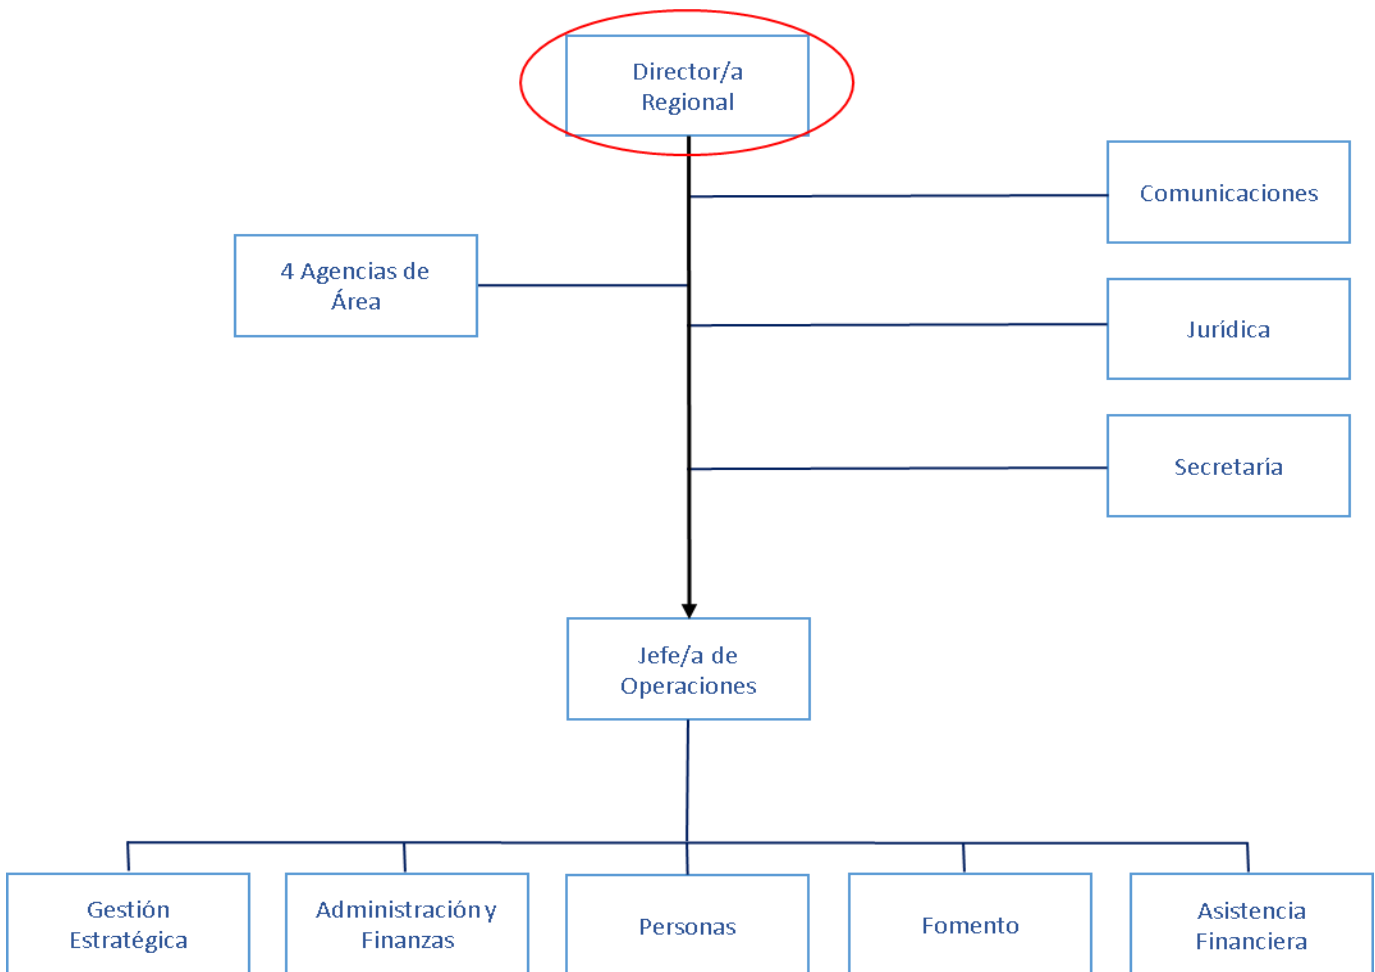 Director/a
Regional
Comunicaciones
4 Agencias de
Área
Jurídica
Secretaría
Jefe/a de
Operaciones
Gestión
Estratégica
Administración y
Finanzas
Personas
Fomento
Asistencia
Financiera